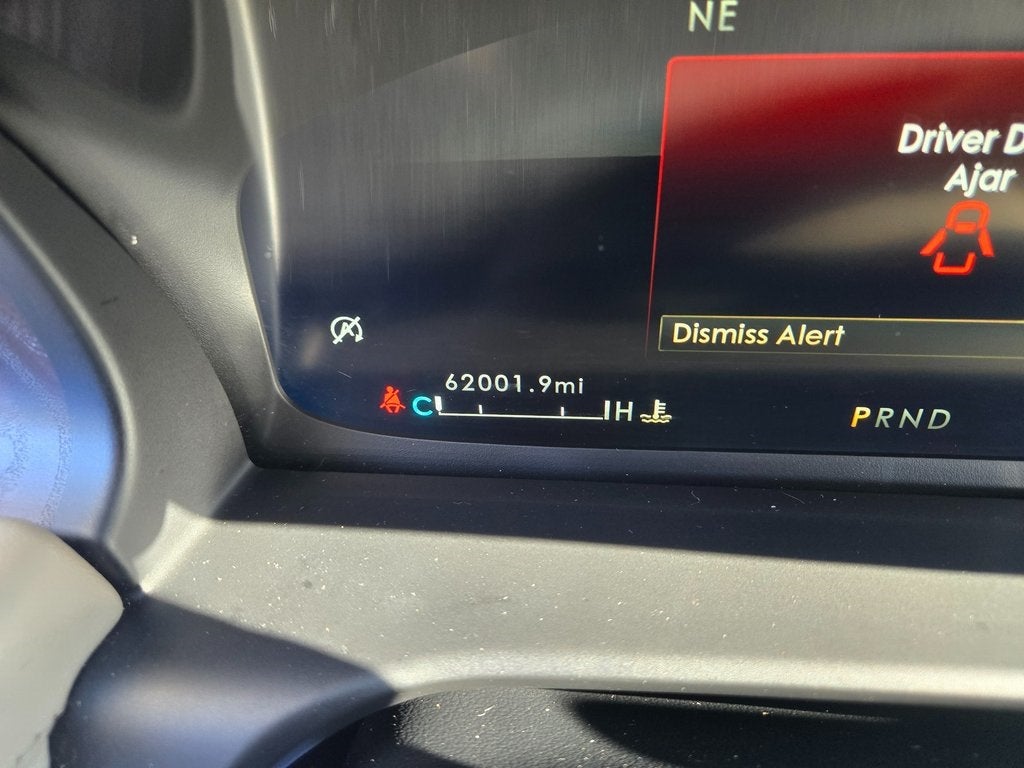 NE
Driver D
Ajar
Dismiss Alert
62001.9mi
C H
PRND